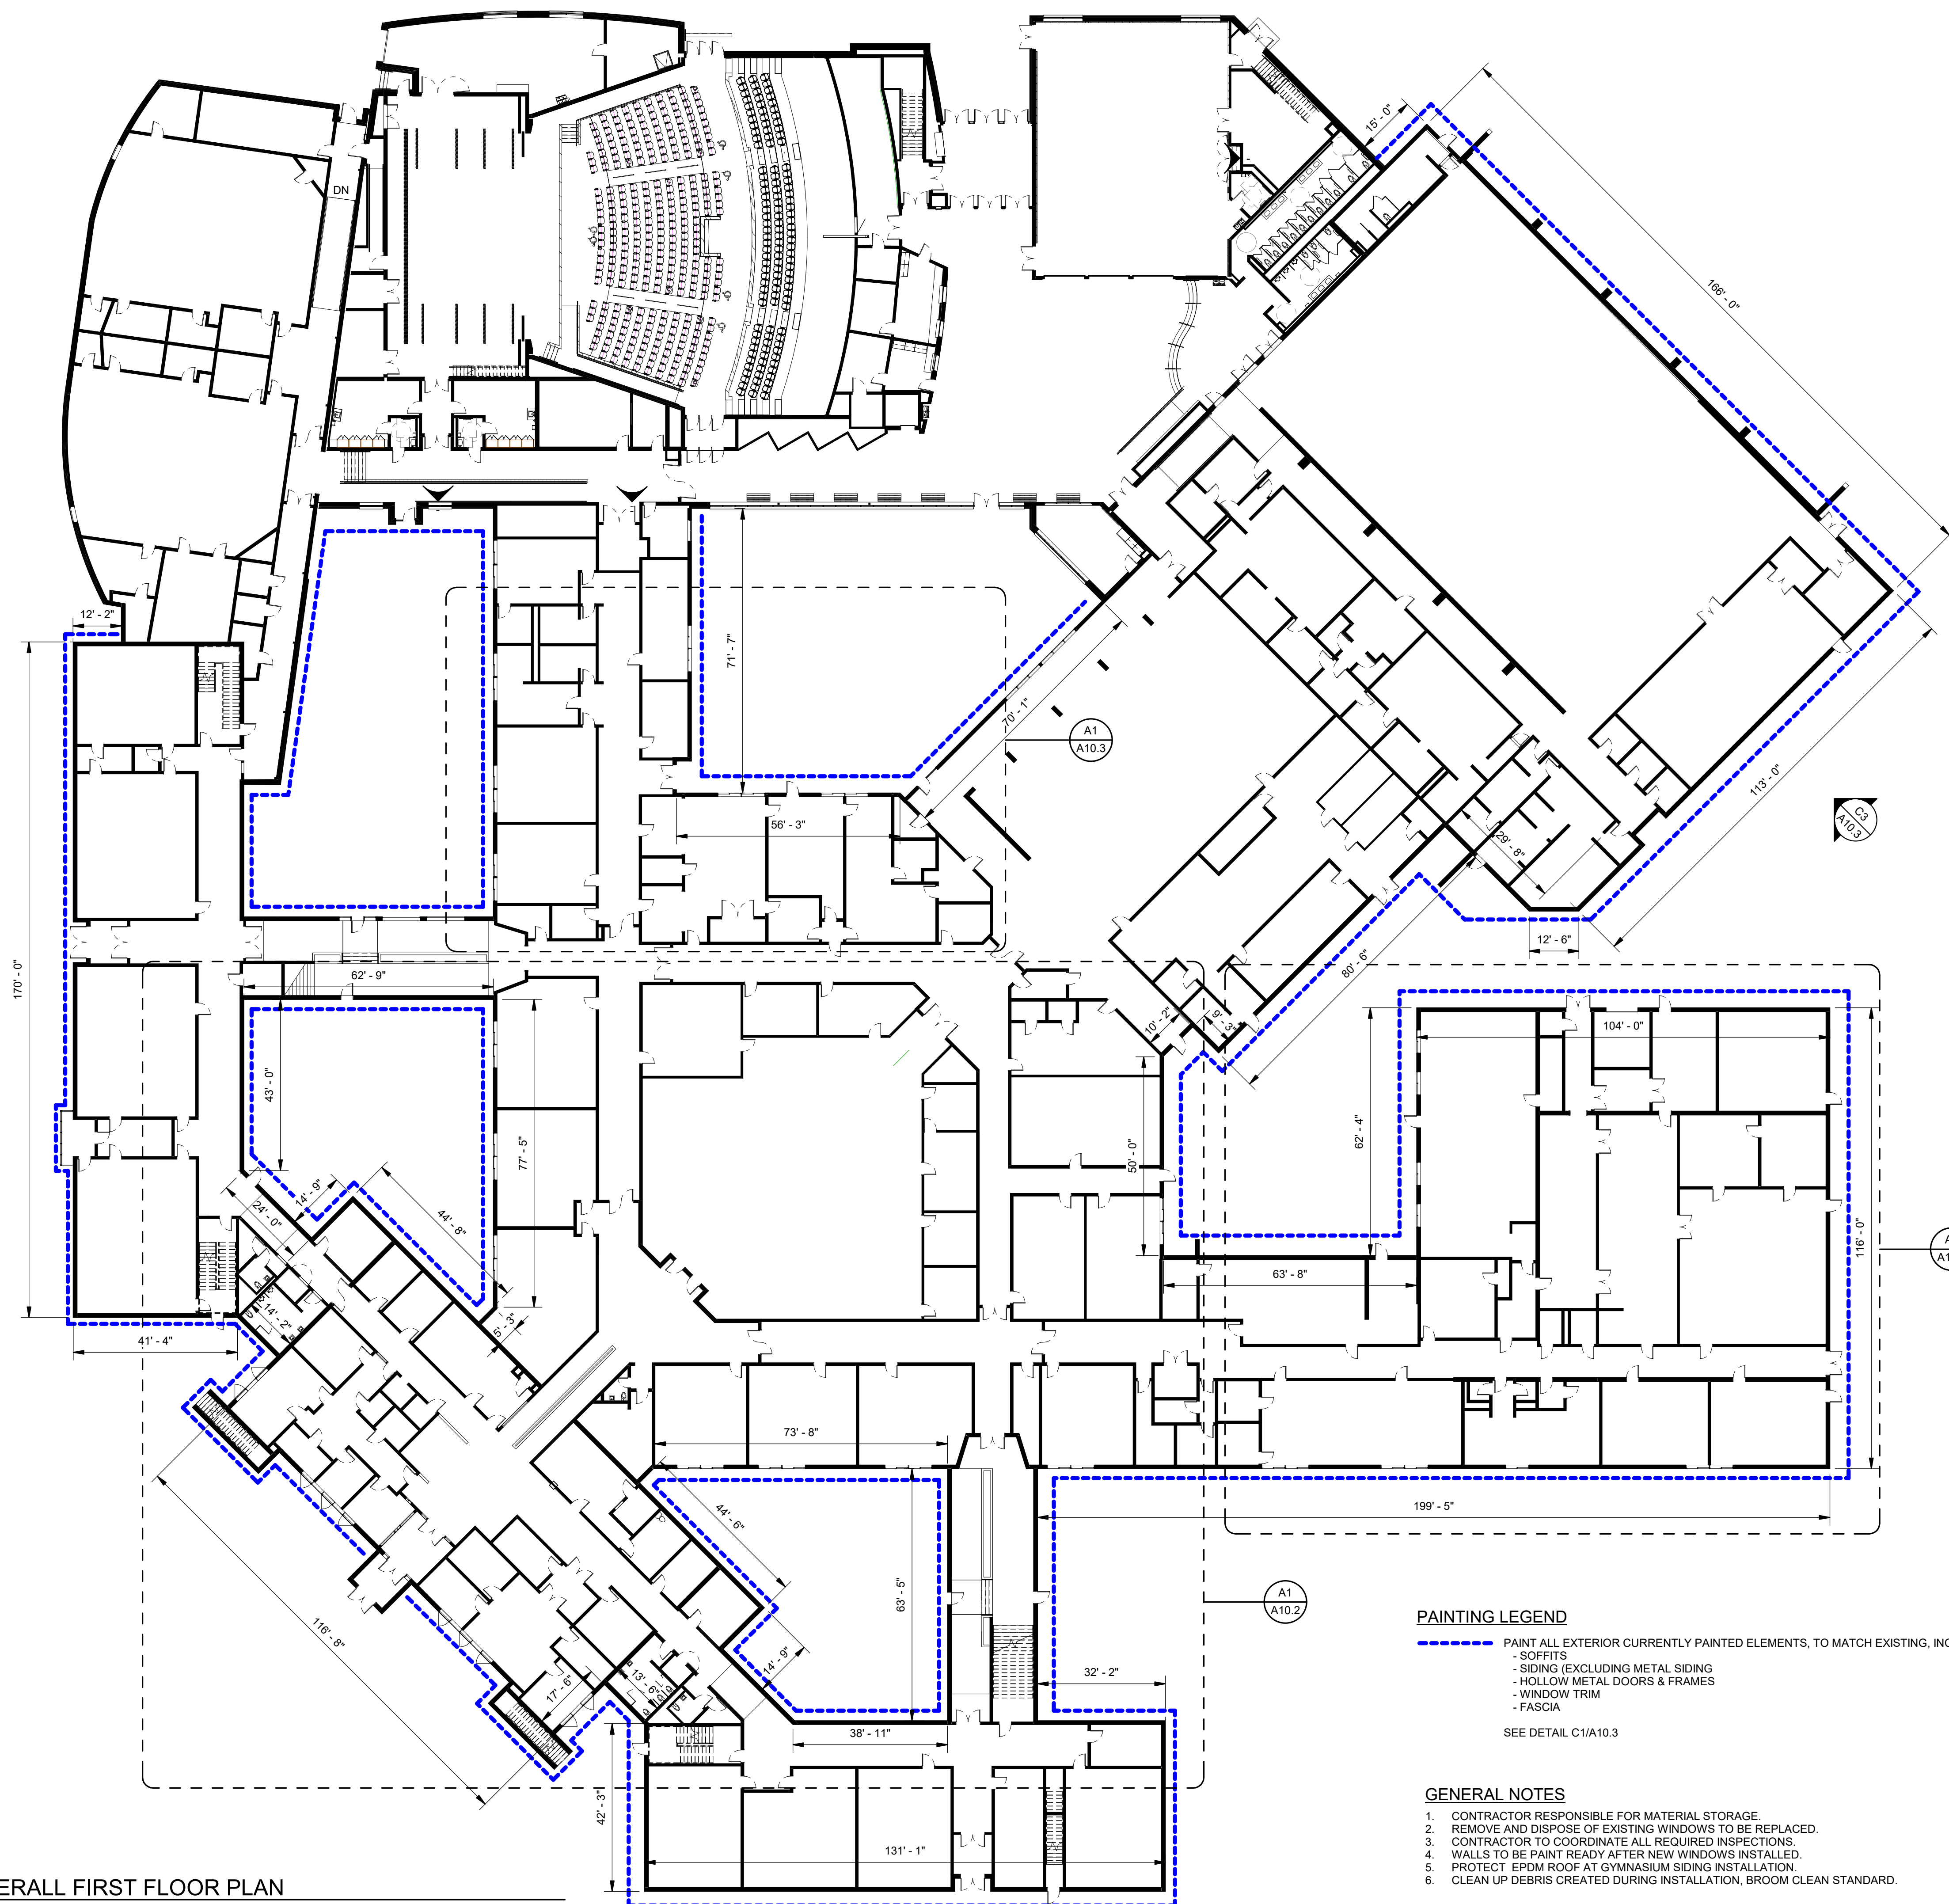 15' - 0"
DN
166' - 0"
12' - 2"
71' - 7"
70' - 1"
A1
A10.3
113' - 0"
C3
A10.3
56' - 3"
29' - 8"
12' - 6"
80' - 6"
170' - 0"
62' - 9"
10' - 2"
9' - 3"
104' - 0"
43' - 0"
77' - 5"
50' - 0"
62' - 4"
116' - 0"
14' - 9"
24' - 0"
44' - 8"
63' - 8"
14' - 2"
5' - 3"
41' - 4"
73' - 8"
44' - 6"
199' - 5"
63' - 5"
A1
A10.2
116' - 8"
14' - 9"
13' - 6"
17' - 6"
32' - 2"
38' - 11"
42' - 3"
131' - 1"
PAINTING LEGEND
PAINT ALL EXTERIOR CURRENTLY PAINTED ELEMENTS, TO MATCH EXISTING,
- SOFFITS
- SIDING (EXCLUDING METAL SIDING
- HOLLOW METAL DOORS & FRAMES
- WINDOW TRIM
- FASCIA
SEE DETAIL C1/A10.3
GENERAL NOTES
1. CONTRACTOR RESPONSIBLE FOR MATERIAL STORAGE.
2. REMOVE AND DISPOSE OF EXISTING WINDOWS TO BE REPLACED.
3. CONTRACTOR TO COORDINATE ALL REQUIRED INSPECTIONS.
4. WALLS TO BE PAINT READY AFTER NEW WINDOWS INSTALLED.
5. PROTECT EPDM ROOF AT GYMNASIUM SIDING INSTALLATION.
6. CLEAN UP DEBRIS CREATED DURING INSTALLATION, BROOM CLEAN STANDARD.
ERALL FIRST FLOOR PLAN